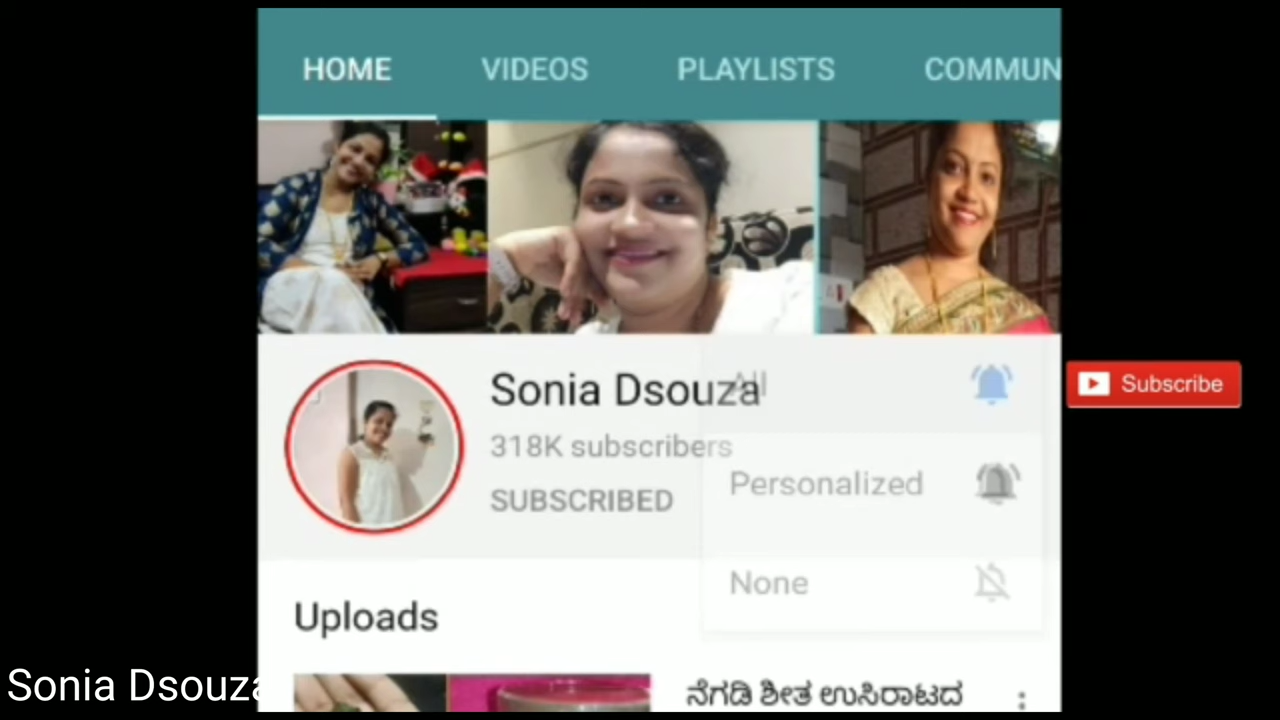 HOME VIDEOS PLAYLISTS COMMUN
Sonia Dsouza
All
318K subscribers
Subscribe
SUBSCRIBED
Personalized
None
Uploads
Sonia Dsouza
ನೆಗಡಿ ಶೀತ ಉಸಿರಾಟದ